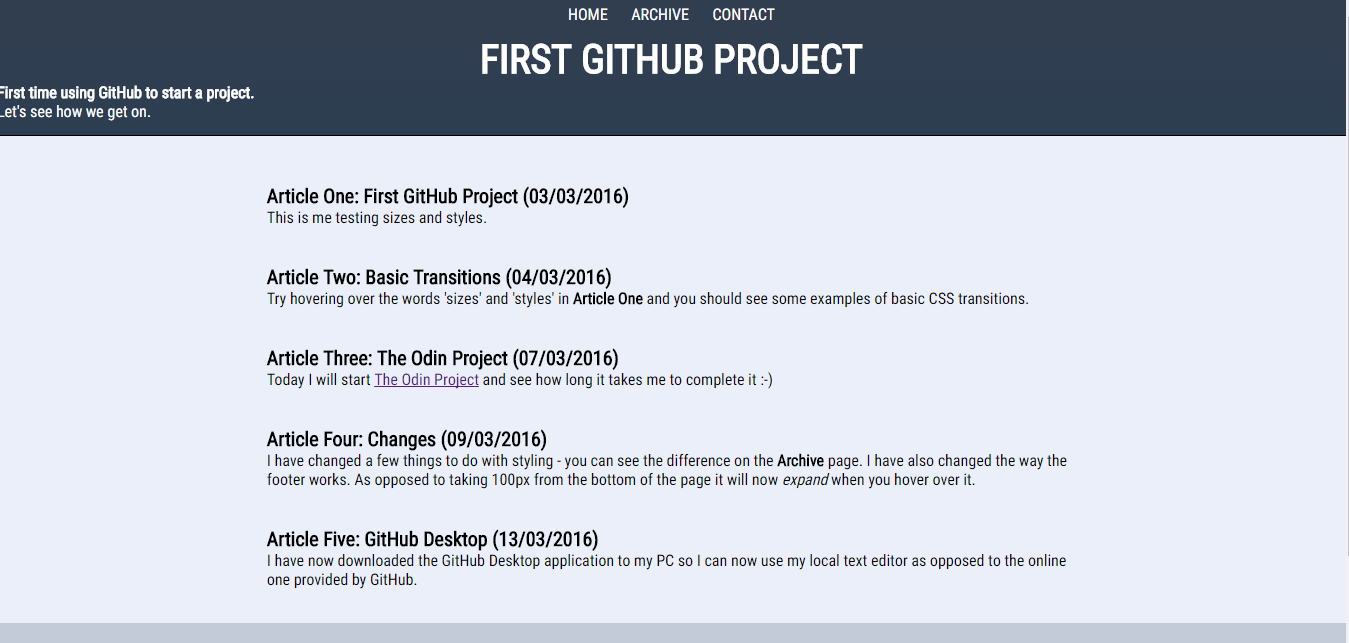 HOME ARCHIVE CONTACT
FIRST GITHUB PROJECT
First time using GitHub to start a project.
Let's see how we get on.
Article One: First GitHub Project (03/03/2016)
This is me testing sizes and styles.
Article Two: Basic Transitions (04/03/2016)
Try hovering over the words 'sizes' and 'styles' in Article One and you should see some examples of basic CSS transitions.
Article Three: The Odin Project (07/03/2016)
Today I will start The Odin Project and see how long it takes me to complete it :-)
Article Four: Changes (09/03/2016)
I have changed a few things to do with styling - you can see the difference on the Archive page. I have also changed the way the
footer works. As opposed to taking 100px from the bottom of the page it will now expand when you hover over it.
Article Five: GitHub Desktop (13/03/2016)
I have now downloaded the GitHub Desktop application to my PC so I can now use my local text editor as opposed to the online
one provided by GitHub.